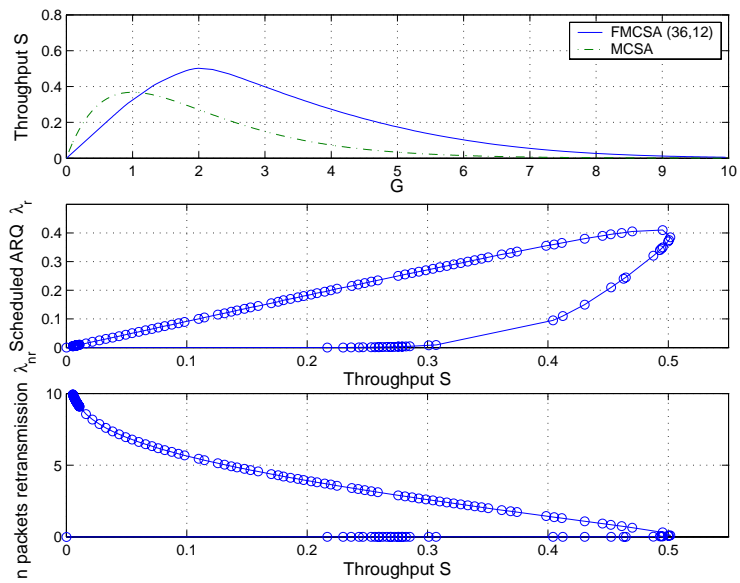 Throughput S
0.8
0.6
0.4
0.2
0
FMCSA (36,12)
MCSA
0 1 2 3 4 5 6 7 8 9 10
G
Scheduled ARQ λr
0.4
0.3
0.2
0.1
0
0 0.1 0.2 0.3 0.4 0.5
Throughput S
n packets retransmission λnr
10
5
0
0 0.1 0.2 0.3 0.4 0.5
Throughput S